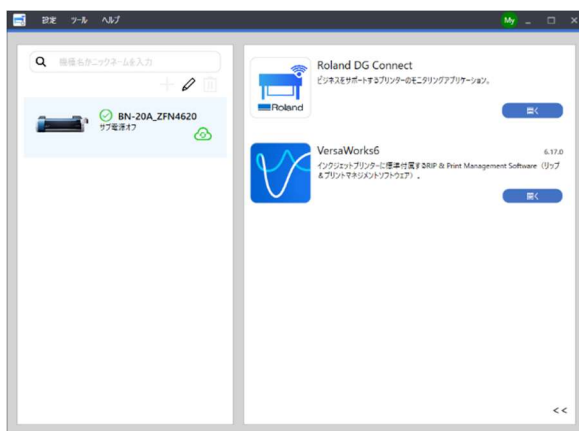 設定 ツール ヘルプ
My
機種名かニックネームを入力
BN-20A_ZFN4620
サブ電源オフ
Roland DG Connect
ビジネスをサポートするプリンターのモニタリングアプリケーション。
開く
Roland
VersaWorks6
6.17.0
インクジェットプリンターに標準付属するRIP & Print Management Software（リップ
&プリントマネジメントソフトウェア）.
開く
<<